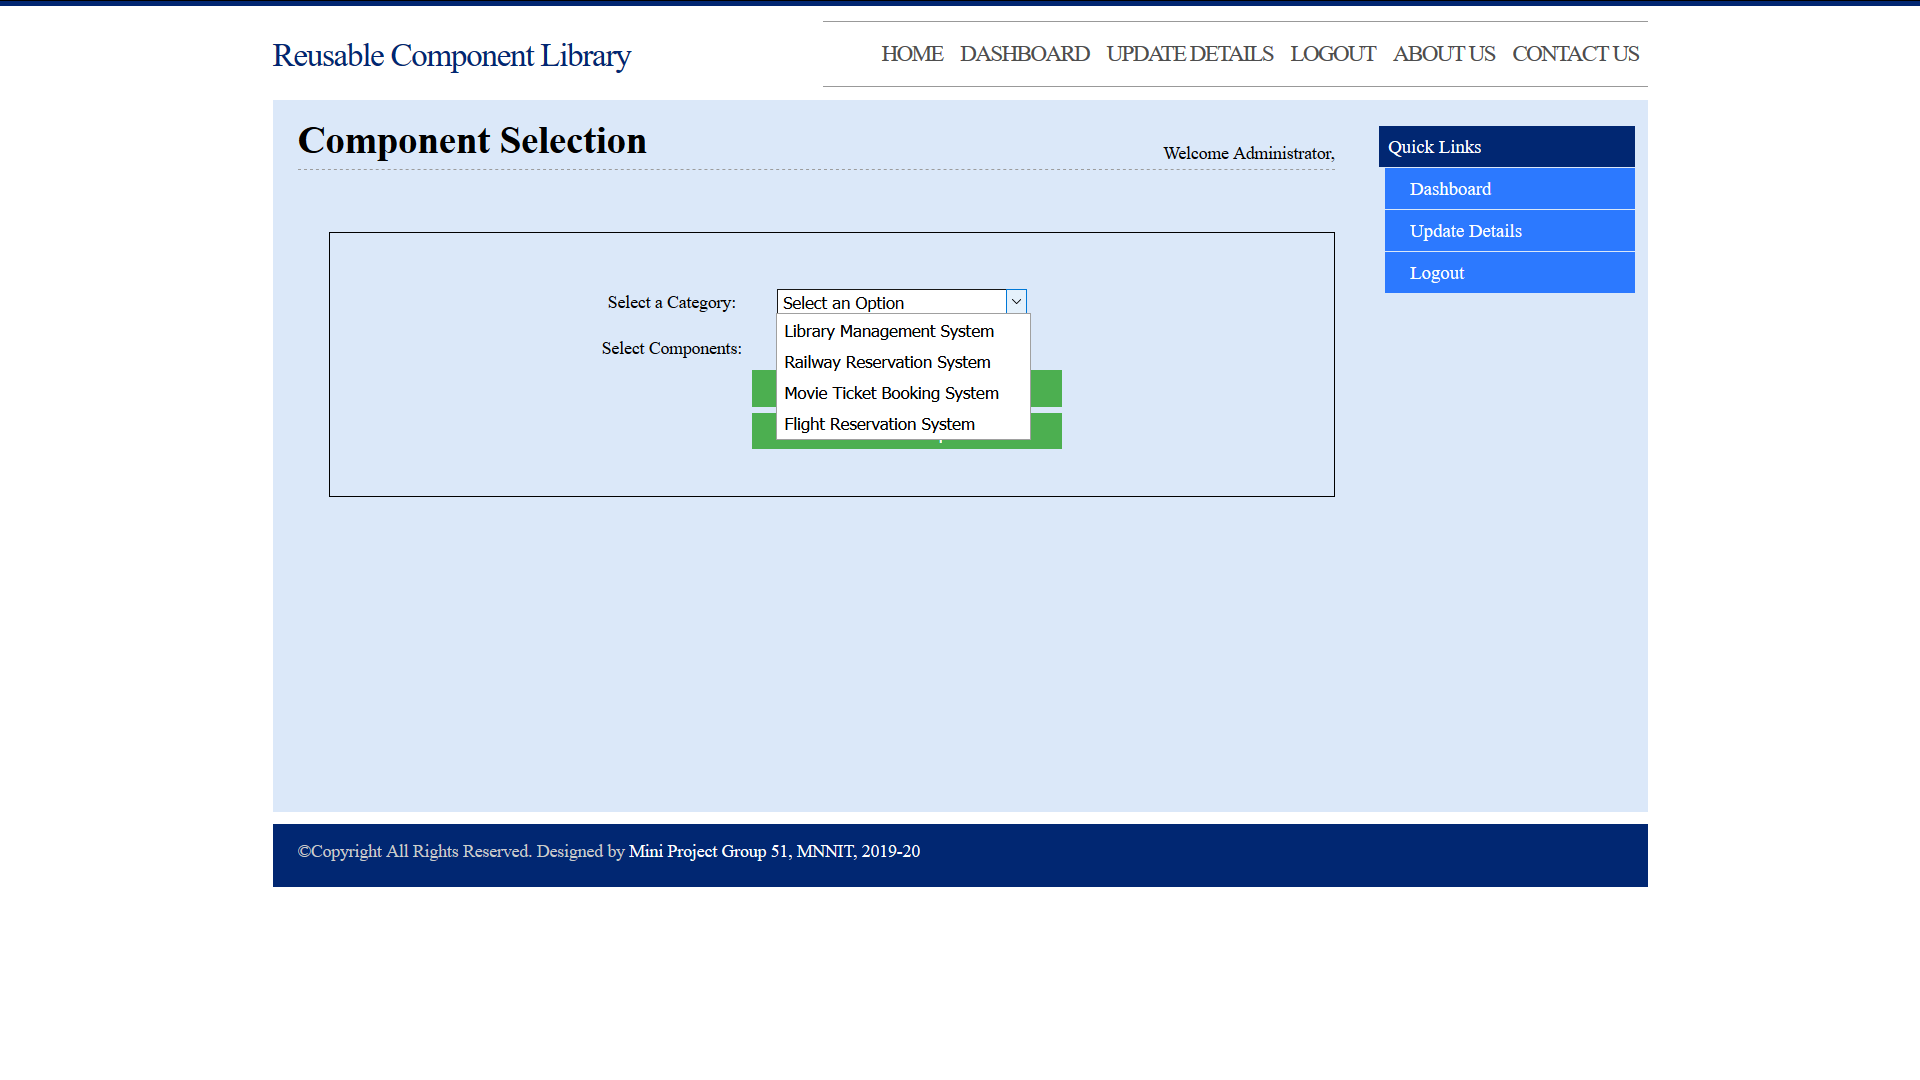 Reusable Component Library
HOME DASHBOARD UPDATE DETAILS LOGOUT ABOUT US CONTACT US
Component Selection
Welcome Administrator,
Quick Links
Dashboard
Update Details
Logout
Select a Category:
Select an Option
Library Management System
Railway Reservation System
Movie Ticket Booking System
Flight Reservation System
Select Components:
©Copyright All Rights Reserved. Designed by Mini Project Group 51, MNNIT, 2019-20